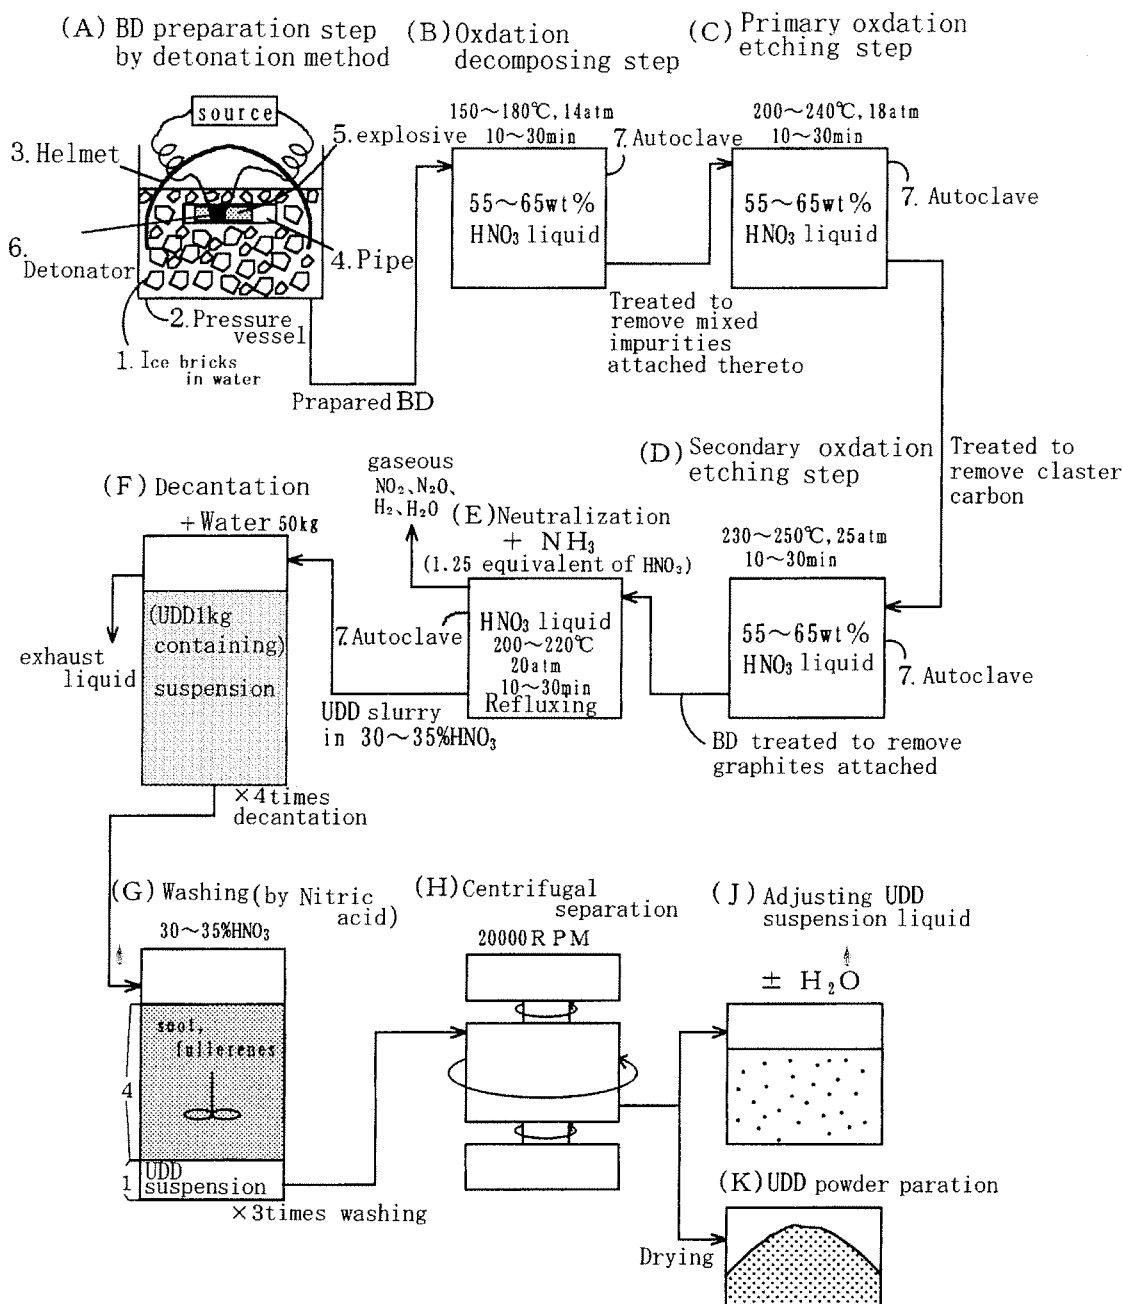 (A) BD preparation step
by detonation method
(B) Oxdation
decomposing step
(C) Primary oxdation
etching step
source
150~180℃, 14atm
10~30min
200~240℃, 18atm
10~30min
5. explosive
7. Autoclave
3. Helmet
55~65wt%
HNO₃ liquid
55~65wt%
HNO₃ liquid
7. Autoclave
6.
Detonator
4. Pipe
2. Pressure
vessel
1. Ice bricks
in water
Treated to
remove mixed
impurities
attached thereto
Prapared BD
(D) Secondary oxdation
etching step
Treated to
remove claster
carbon
(F) Decantation
+Water 50kg
gaseous
NO₂、N₂O、
H₂、H₂O
(E) Neutralization
+ NH₃
(1.25 equivalent of HNO₃)
230~250℃, 25atm
10~30min
(UDD1kg
containing)
suspension
exhaust
liquid
7. Autoclave
HNO₃ liquid
200~220℃
20atm
10~30min
Refluxing
55~65wt%
HNO₃ liquid
7. Autoclave
UDD slurry
in 30~35%HNO₃
BD treated to remove
graphites attached
×4times
decantation
(G) Washing (by Nitric
acid)
30~35%HNO₃
(H) Centrifugal
separation
20000RPM
(J) Adjusting UDD
suspension liquid
± H₂O
soot,
fullerenes
4
1
UDD
suspension
×3times washing
(K) UDD powder paration
Drying